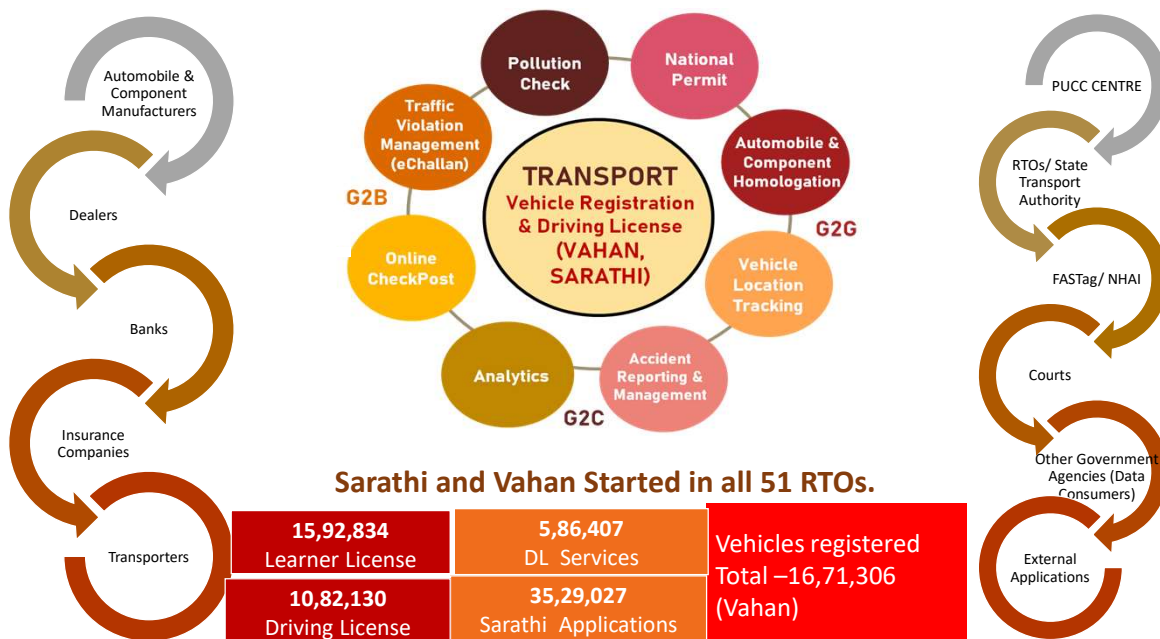 Automobile &
Component
Manufacturers
Dealers
Banks
Insurance
Companies
Transporters
Pollution
Check
National
Permit
Traffic
Violation
Management
(eChallan)
Automobile &
Component
Homologation
G2B
TRANSPORT
Vehicle Registration
& Driving License
(VAHAN,
SARATHI)
G2G
Online
CheckPost
Vehicle
Location
Tracking
Analytics
Accident
Reporting &
Management
G2C
PUCC CENTRE
RTOs/ State
Transport
Authority
FASTag/ NHAI
Courts
Other Government
Agencies (Data
Consumers)
External
Applications
Sarathi and Vahan Started in all 51 RTOs.
15,92,834
Learner License
5,86,407
DL Services
10,82,130
Driving License
35,29,027
Sarathi Applications
Vehicles registered
Total –16,71,306
(Vahan)